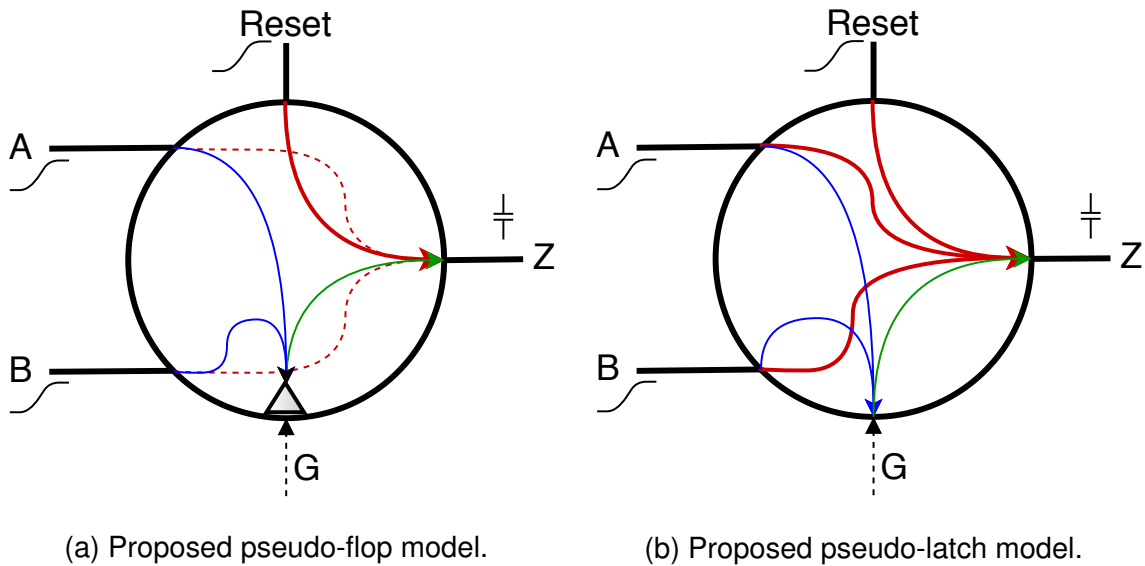 Reset
A
B
Z
G
(a) Proposed pseudo-flop model.
Reset
A
B
Z
G
(b) Proposed pseudo-latch model.